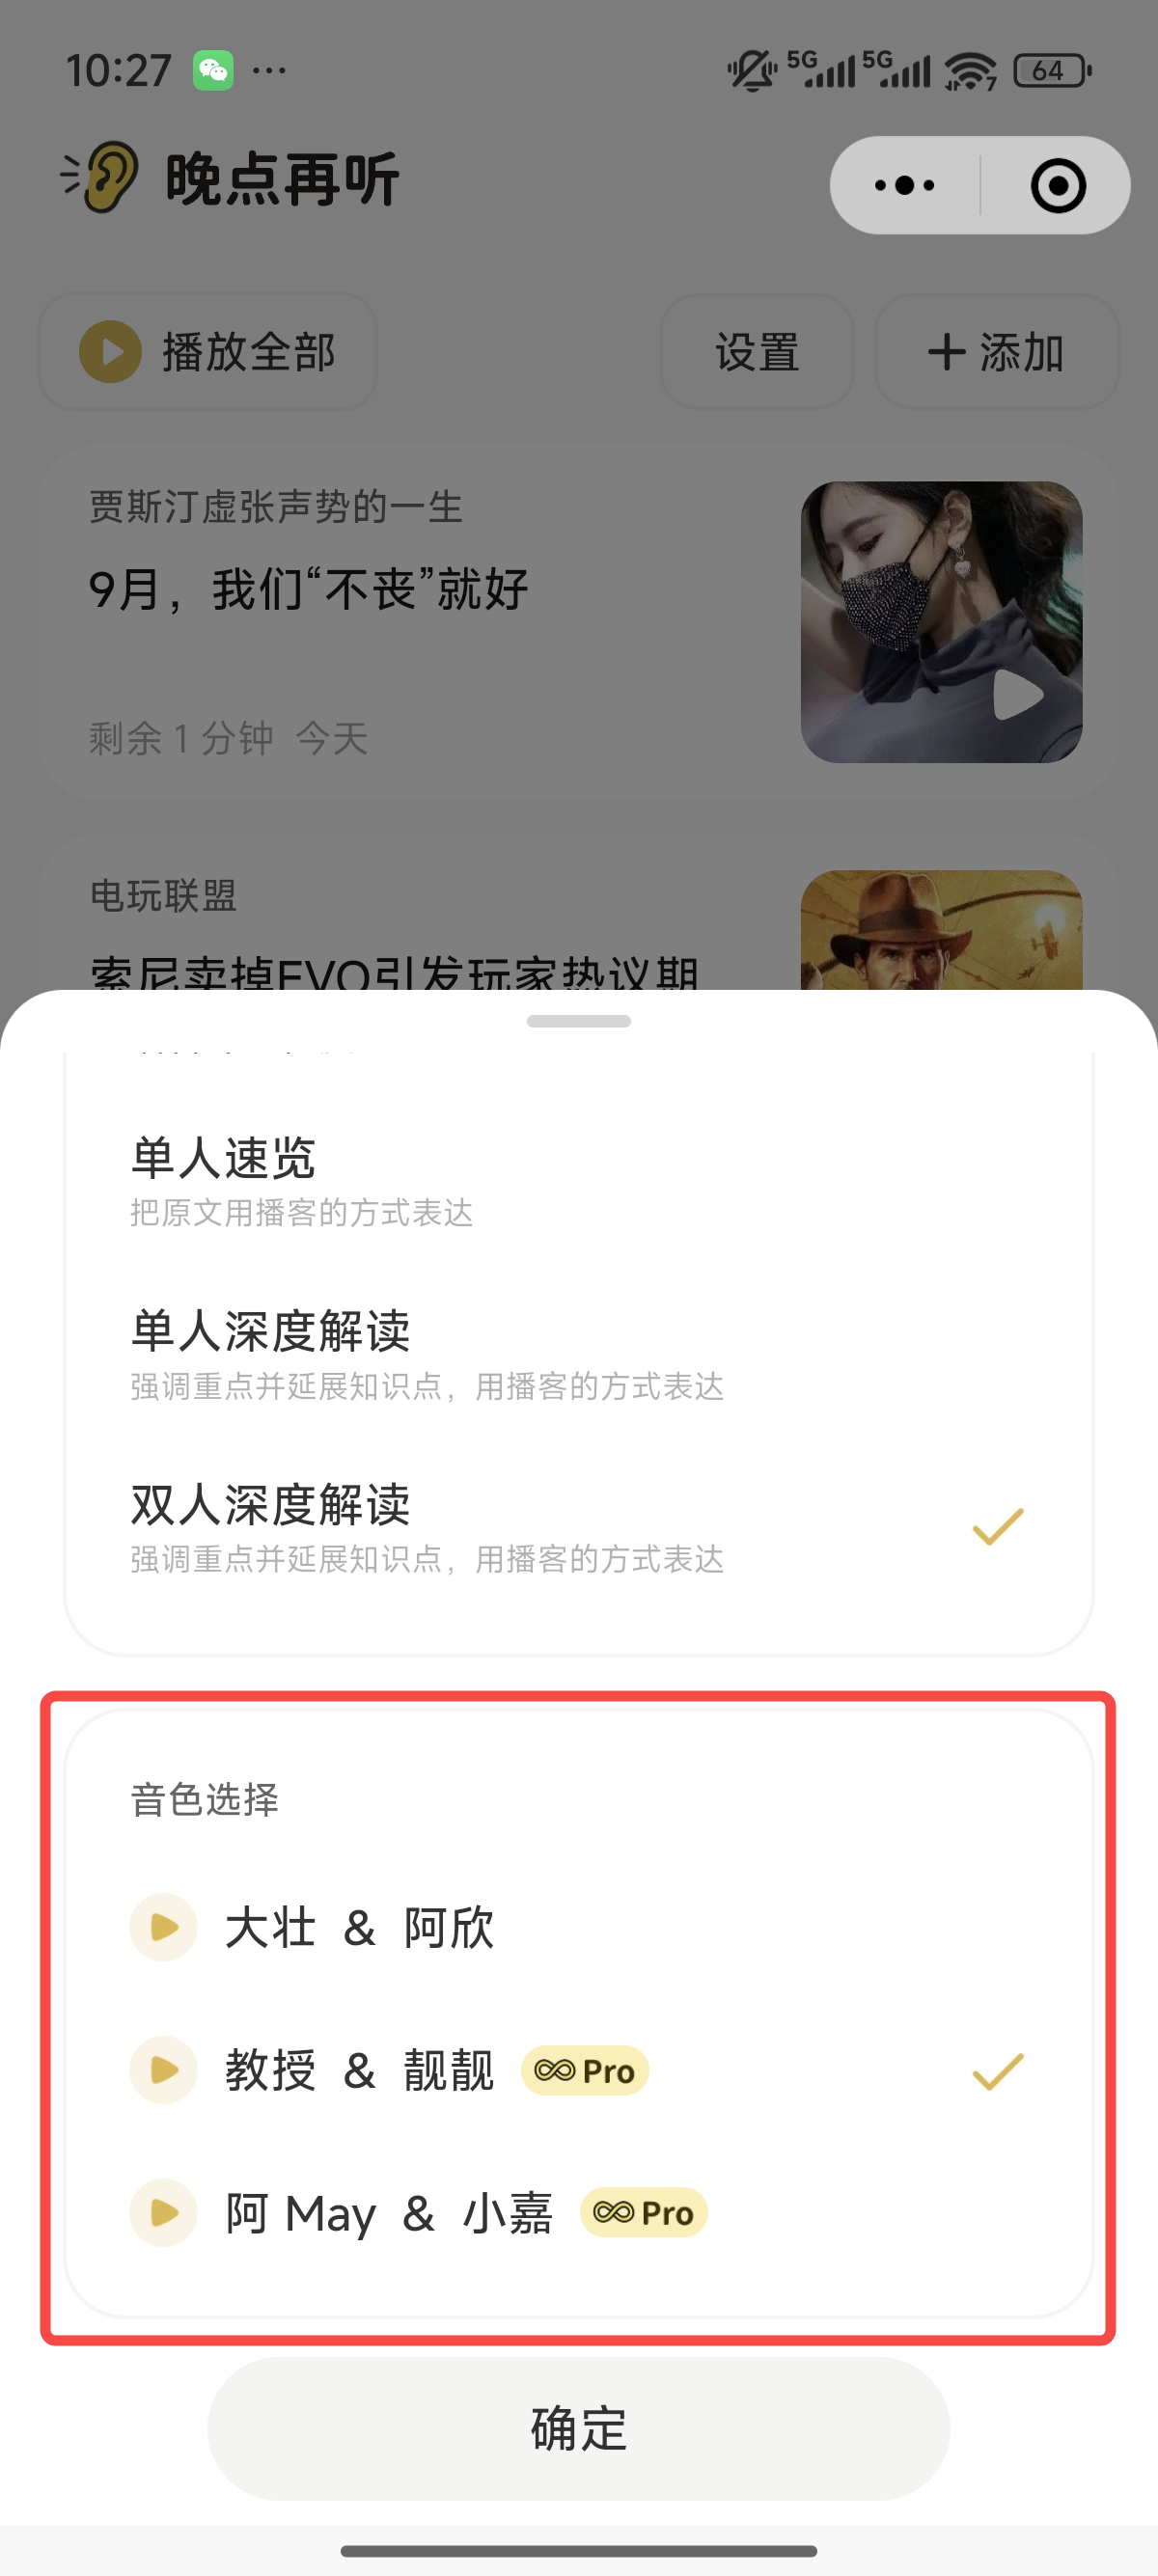 10:27
5G 5G 7 64
晚点再听
播放全部
设置
添加
贾斯汀虚张声势的一生
9月，我们“不丧”就好
剩余 1 分钟 今天
电玩联盟
索尼卖掉EVO引发玩家热议期
单人速览
把原文用播客的方式表达
单人深度解读
强调重点并延展知识点，用播客的方式表达
双人深度解读
强调重点并延展知识点，用播客的方式表达
音色选择
大壮 & 阿欣
教授 & 靓靓 Pro
阿 May & 小嘉 Pro
确定